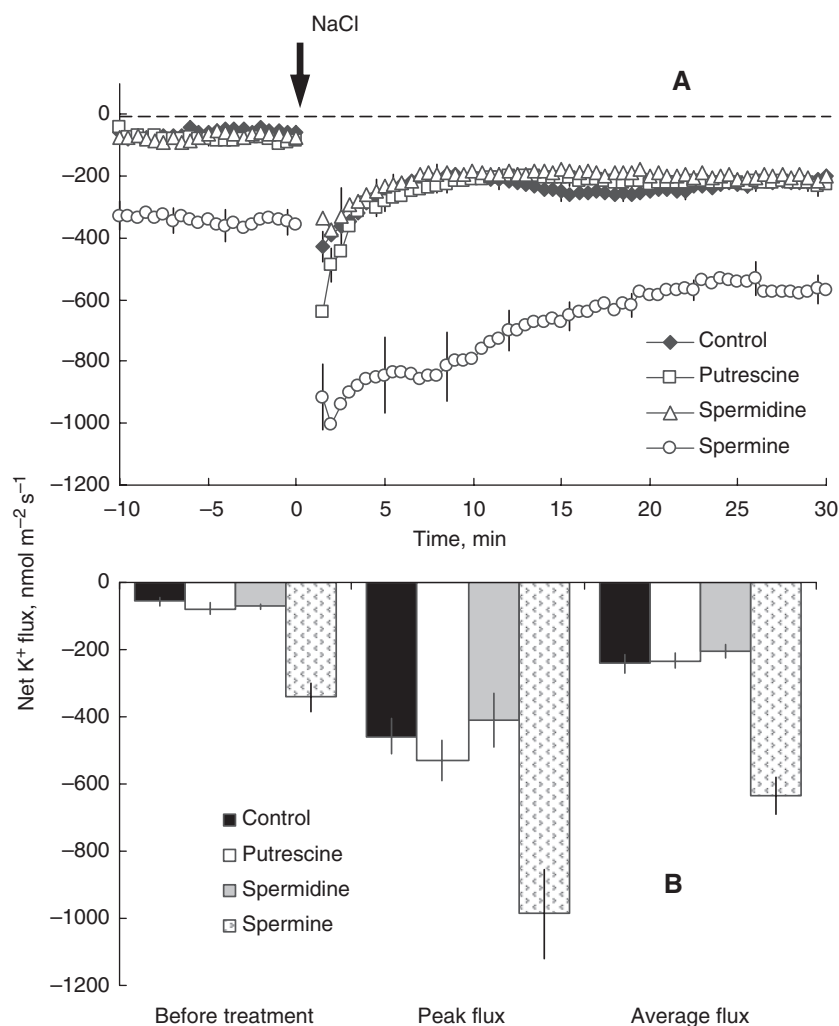 NaCl
A
0
−200
−400
−600
−800
−1000
−1200
Control
Putrescine
Spermidine
Spermine
−10 −5 0 5 10 15 20 25 30
Time, min
Net K⁺ flux, nmol m⁻² s⁻¹
0
−200
−400
−600
−800
−1000
−1200
Control
Putrescine
Spermidine
Spermine
B
Before treatment Peak flux Average flux